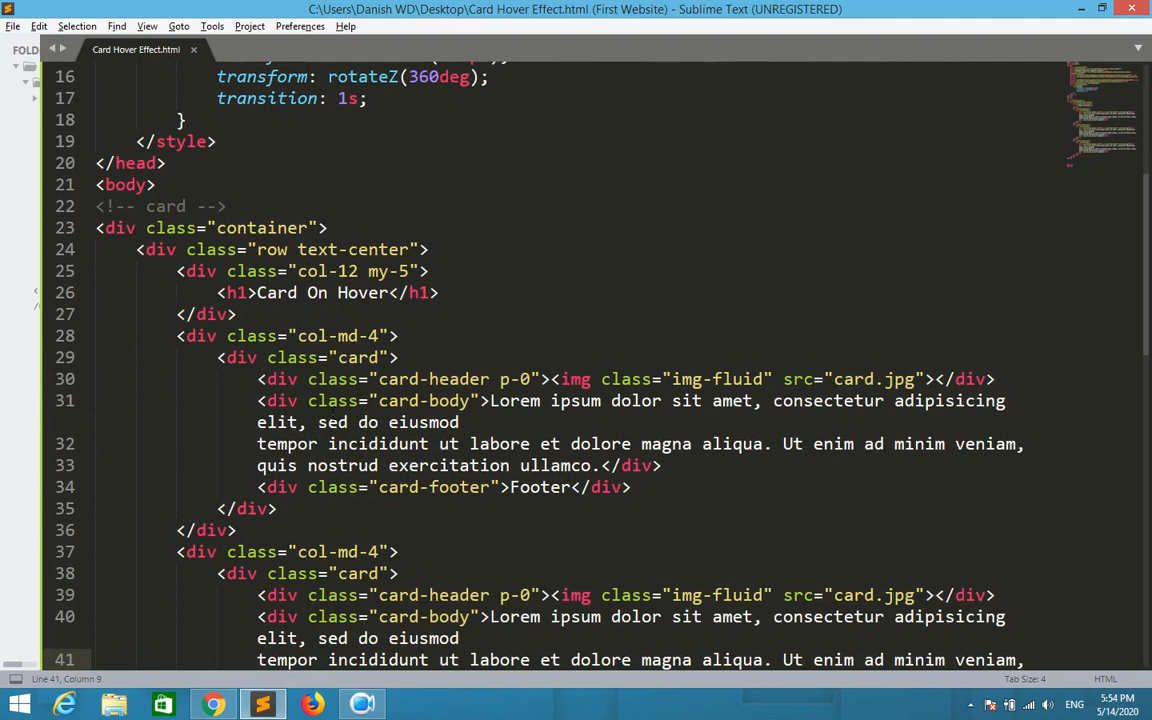 C:\Users\Danish WD\Desktop\Card Hover Effect.html (First Website) - Sublime Text (UNREGISTERED)
File Edit Selection Find View Goto Tools Project Preferences Help
FOLD
Card Hover Effect.html
16 transform: rotateZ(360deg);
17 transition: 1s;
18 }
19 </style>
20 </head>
21 <body>
22 <!-- card -->
23 <div class="container">
24 <div class="row text-center">
25 <div class="col-12 my-5">
26 <h1>Card On Hover</h1>
27 </div>
28 <div class="col-md-4">
29 <div class="card">
30 <div class="card-header p-0"><img class="img-fluid" src="card.jpg"></div>
31 <div class="card-body">Lorem ipsum dolor sit amet, consectetur adipisicing
elit, sed do eiusmod
32 tempor incididunt ut labore et dolore magna aliqua. Ut enim ad minim veniam,
33 quis nostrud exercitation ullamco.</div>
34 <div class="card-footer">Footer</div>
35 </div>
36 </div>
37 <div class="col-md-4">
38 <div class="card">
39 <div class="card-header p-0"><img class="img-fluid" src="card.jpg"></div>
40 <div class="card-body">Lorem ipsum dolor sit amet, consectetur adipisicing
elit, sed do eiusmod
41 tempor incididunt ut labore et dolore magna aliqua. Ut enim ad minim veniam,
Line 41, Column 9 Tab Size: 4 HTML
ENG 5:54 PM
5/14/2020